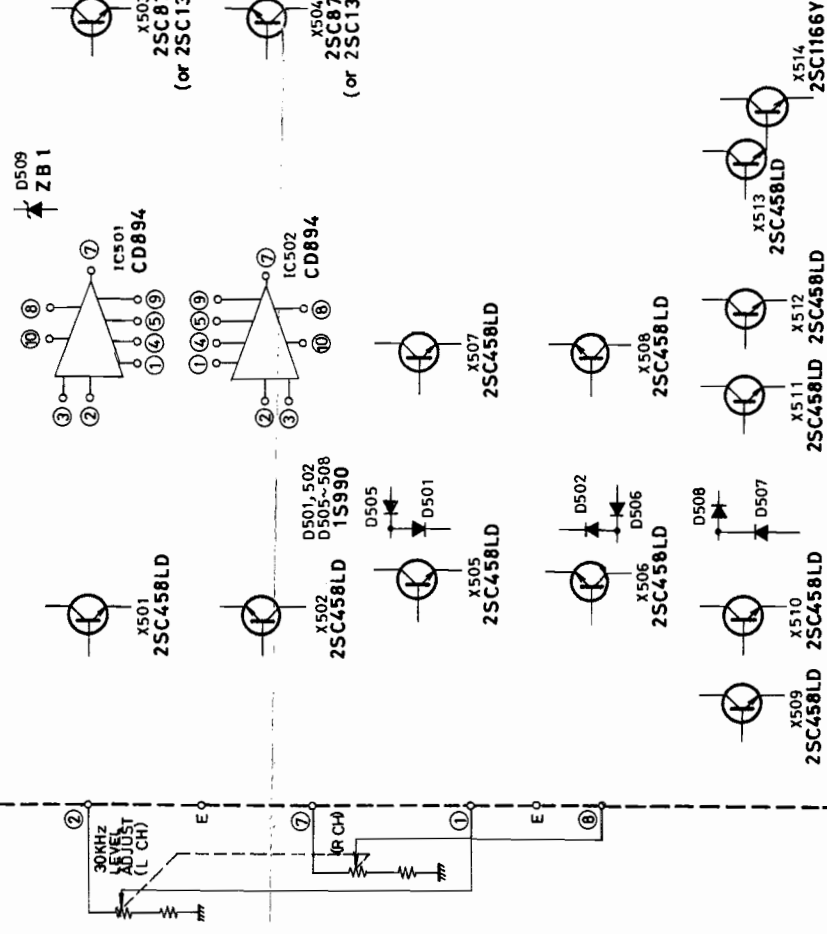 X503
2SC87
(or 2SC13
X504
2SC87
(or 2SC13
D509
ZB1
IC501
CD894
③
②
⑩
⑧
①
④
⑤
⑨
⑦
IC502
CD894
①
④
⑤
⑨
②
③
⑩
⑧
⑦
X501
2SC458LD
X502
2SC458LD
D501, 502
D505~508
1S990
D505
D501
X505
2SC458LD
X507
2SC458LD
D502
D506
X506
2SC458LD
X508
2SC458LD
D508
D507
X509
2SC458LD
X510
2SC458LD
X511
2SC458LD
X512
2SC458LD
X513
2SC458LD
X514
2SC1166Y
②
30KHz
LEVEL
ADJUST
(L CH)
E
⑦
(R CH)
①
E
⑧